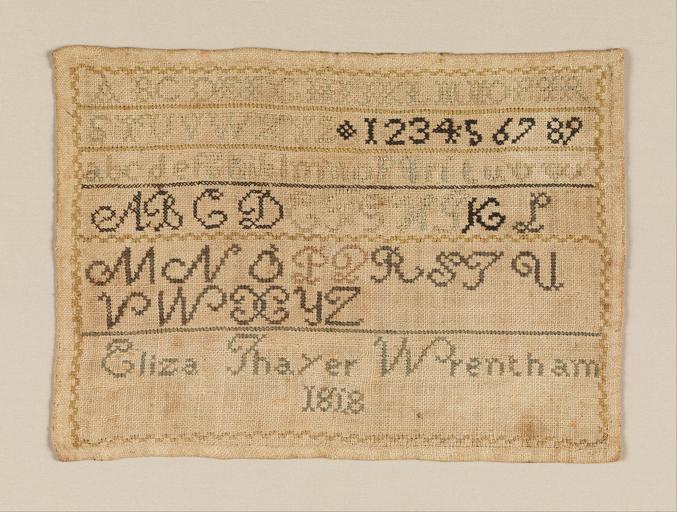 A B C D E F G H I K L M N O P Q R
S T U V W X Y Z 1 2 3 4 5 6 7 8 9
a b c d e f g h i k l m n o p q r s t u v w x y
A B C D E F G H I K L
M N O P Q R S T U
V W X Y Z
Eliza Thayer Wrentham
1818